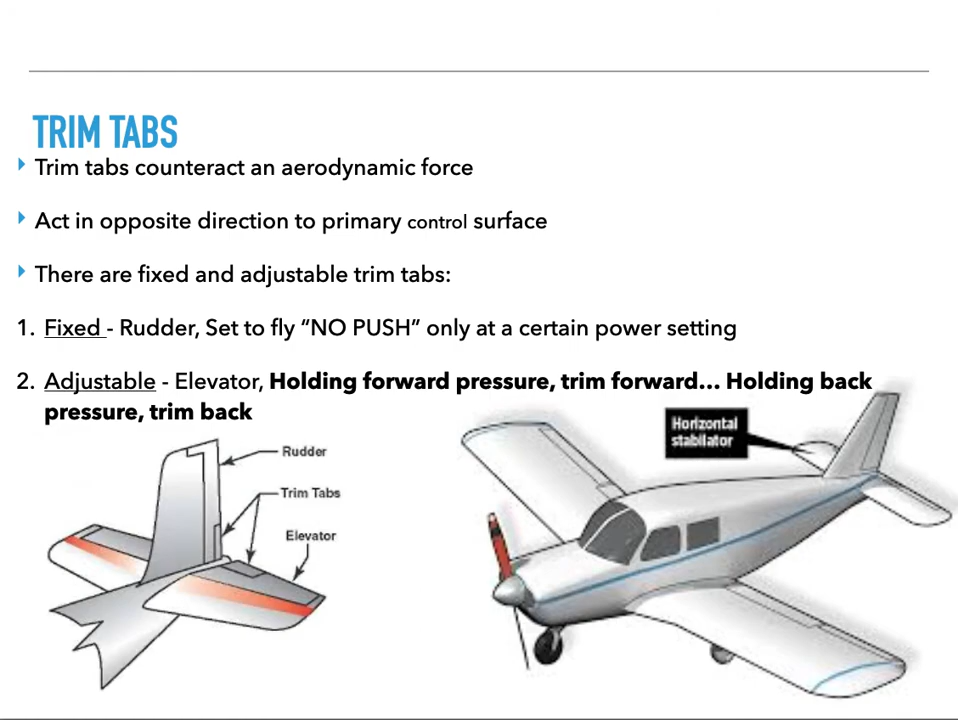 TRIM TABS
Trim tabs counteract an aerodynamic force
Act in opposite direction to primary control surface
There are fixed and adjustable trim tabs:
1. Fixed - Rudder, Set to fly “NO PUSH” only at a certain power setting
2. Adjustable - Elevator, Holding forward pressure, trim forward… Holding back
pressure, trim back
Rudder
Trim Tabs
Elevator
Horizontal
stabilator